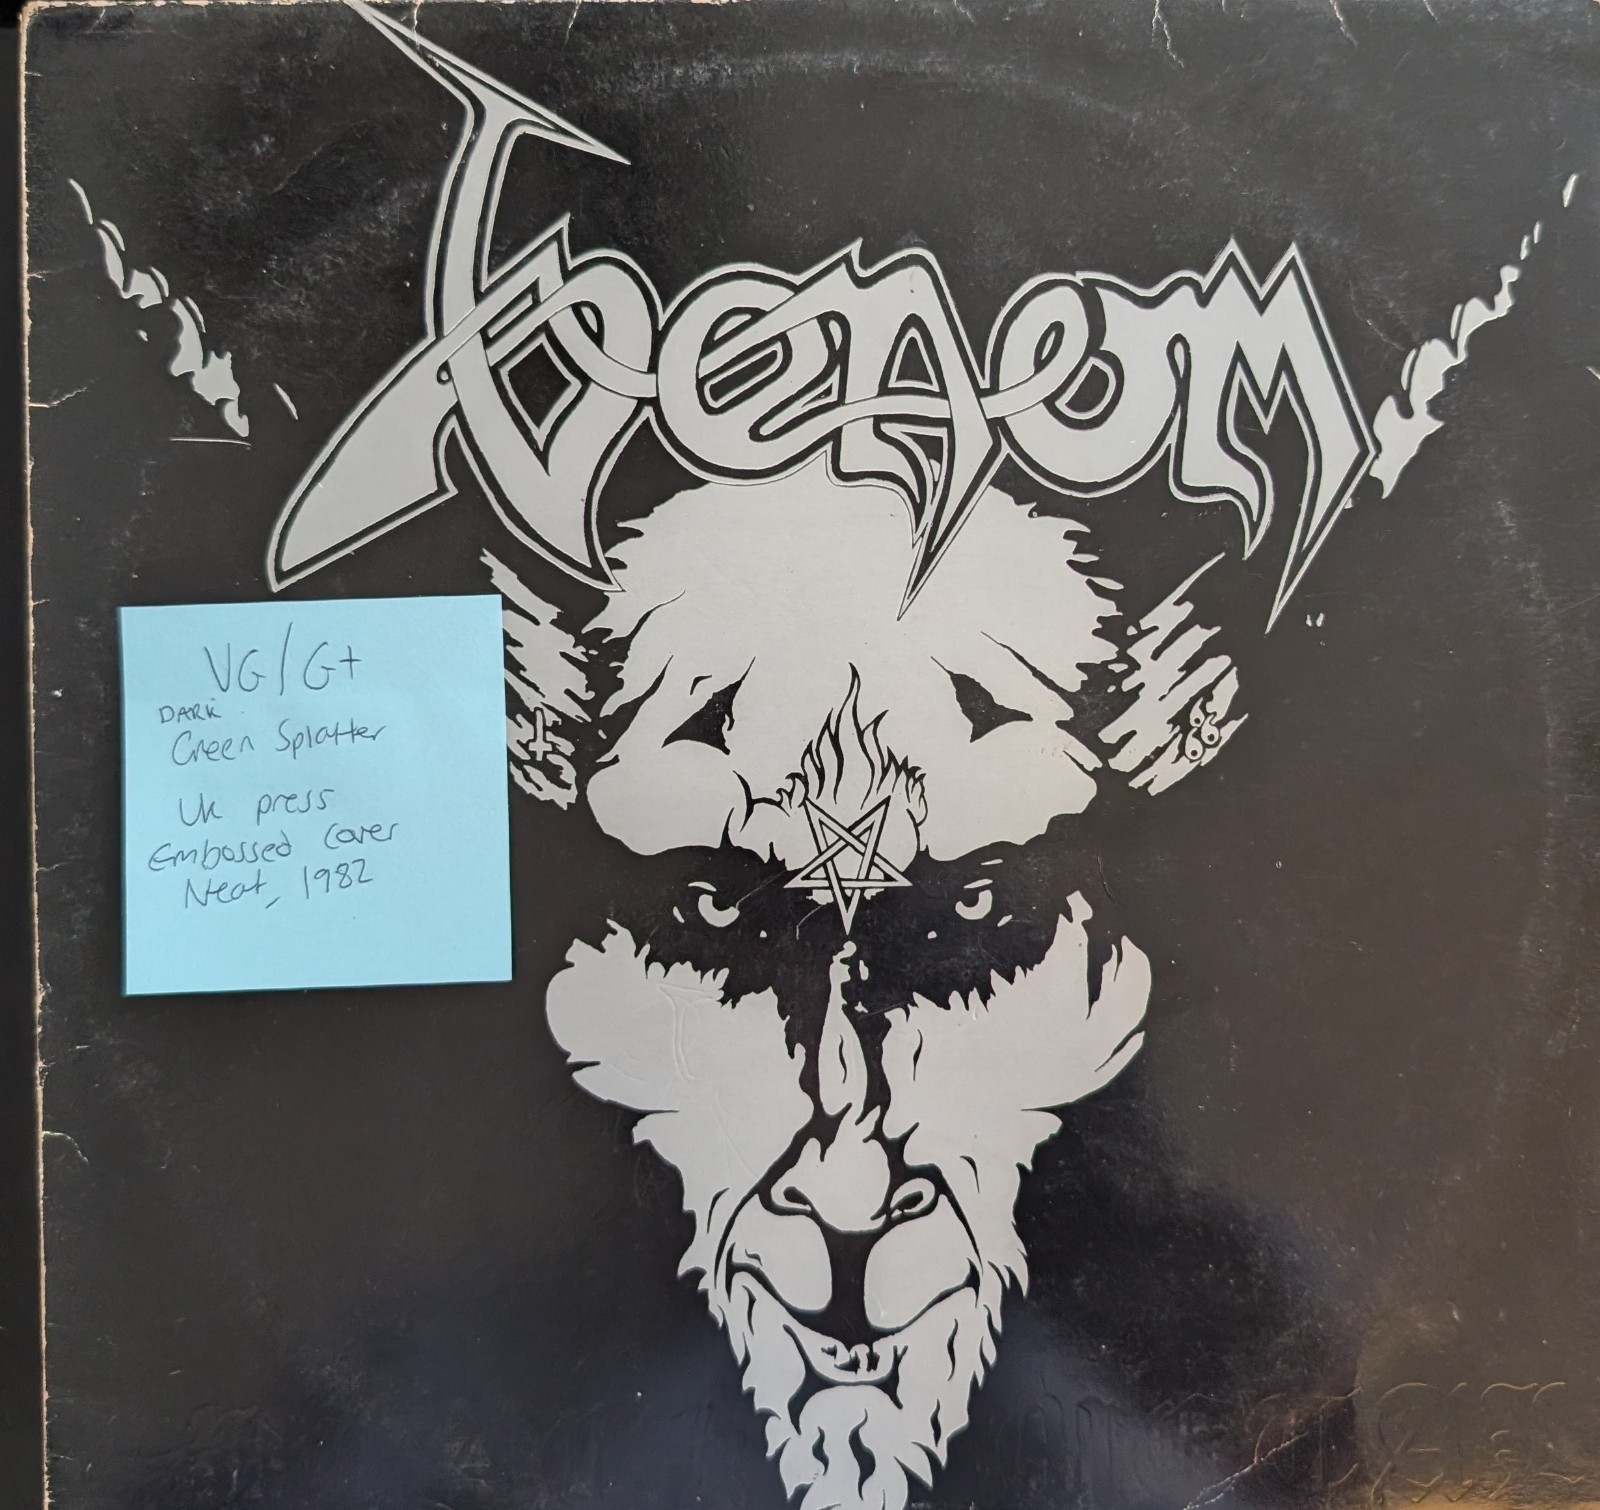 Venom
VG/G+
DARK
Green Splatter
UK press
Embossed cover
Neat, 1982